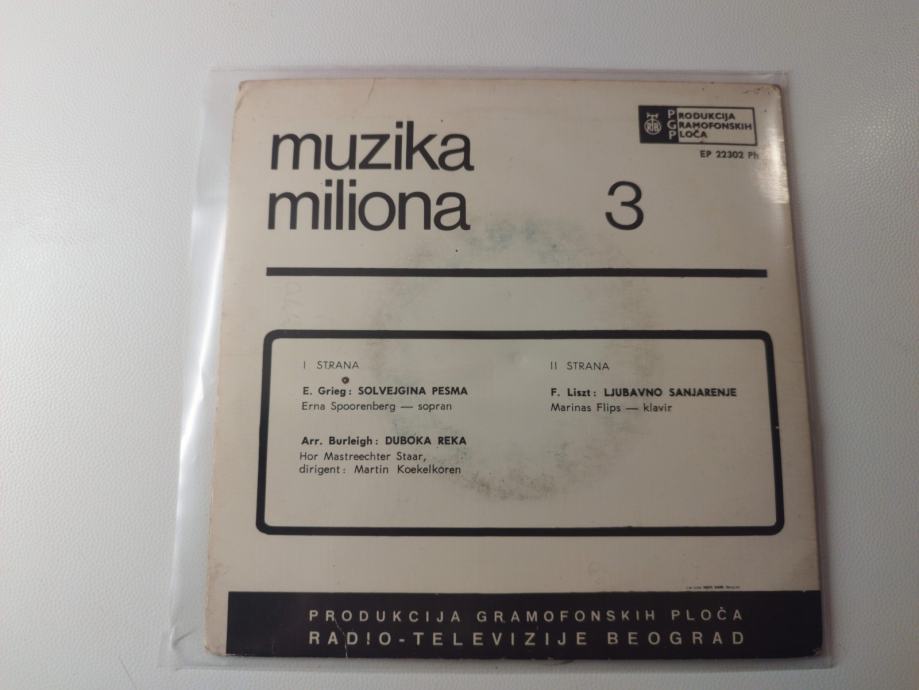 muzika
miliona 3
PRODUKCIJA
GRAMOFONSKIH
PLOČA
RTB
EP 22302 Ph
I STRANA
E. Grieg: SOLVEJGINA PESMA
Erna Spoorenberg — sopran
Arr. Burleigh: DUBOKA REKA
Hor Mastreechter Staar,
dirigent: Martin Koekelkoren
II STRANA
F. Liszt: LJUBAVNO SANJARENJE
Marinas Flips — klavir
PRODUKCIJA GRAMOFONSKIH PLOČA
RADIO-TELEVIZIJE BEOGRAD